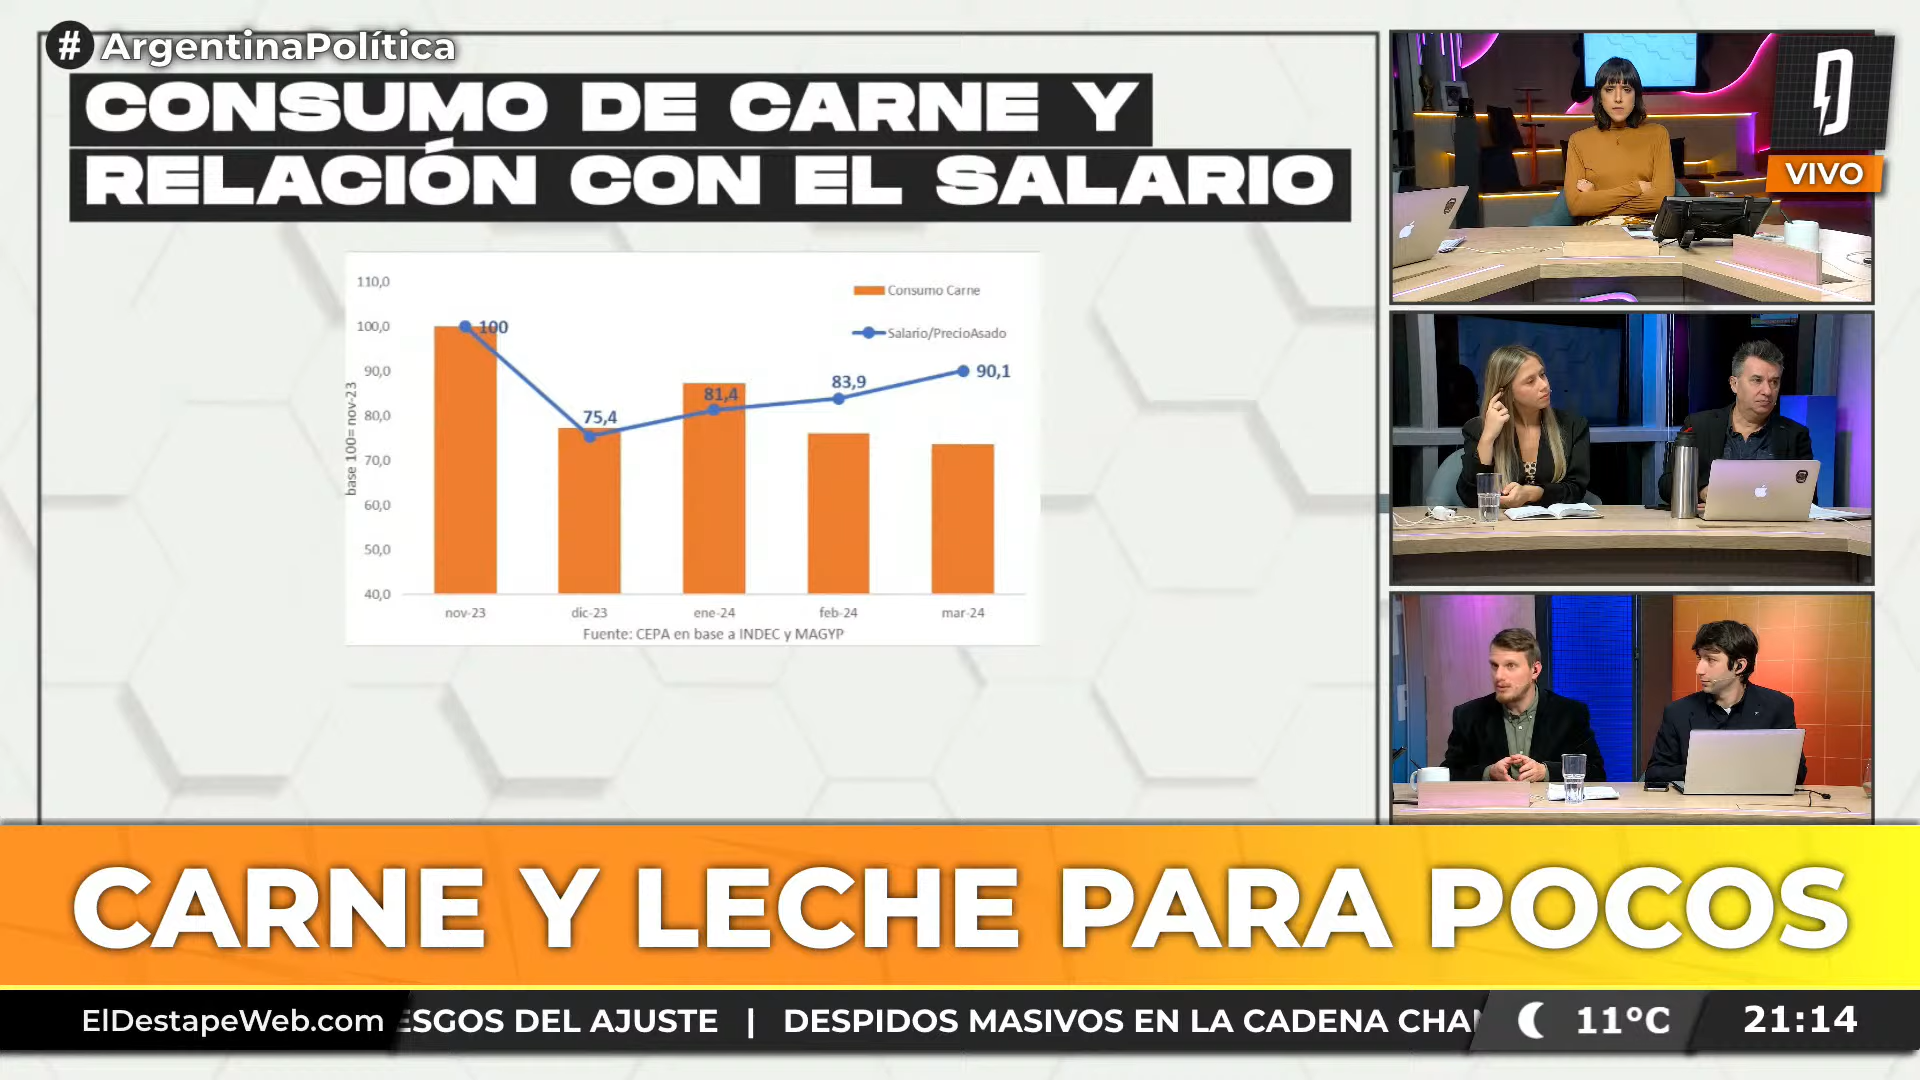 # ArgentinaPolítica
CONSUMO DE CARNE Y
RELACIÓN CON EL SALARIO
VIVO
110,0
100,0
90,0
80,0
70,0
60,0
50,0
40,0
base 100= nov-23
Consumo Carne
Salario/PrecioAsado
100
75,4
81,4
83,9
90,1
nov-23
dic-23
ene-24
feb-24
mar-24
Fuente: CEPA en base a INDEC y MAGYP
CARNE Y LECHE PARA POCOS
ElDestapeWeb.com
ESGOS DEL AJUSTE | DESPIDOS MASIVOS EN LA CADENA CHA
11°C
21:14